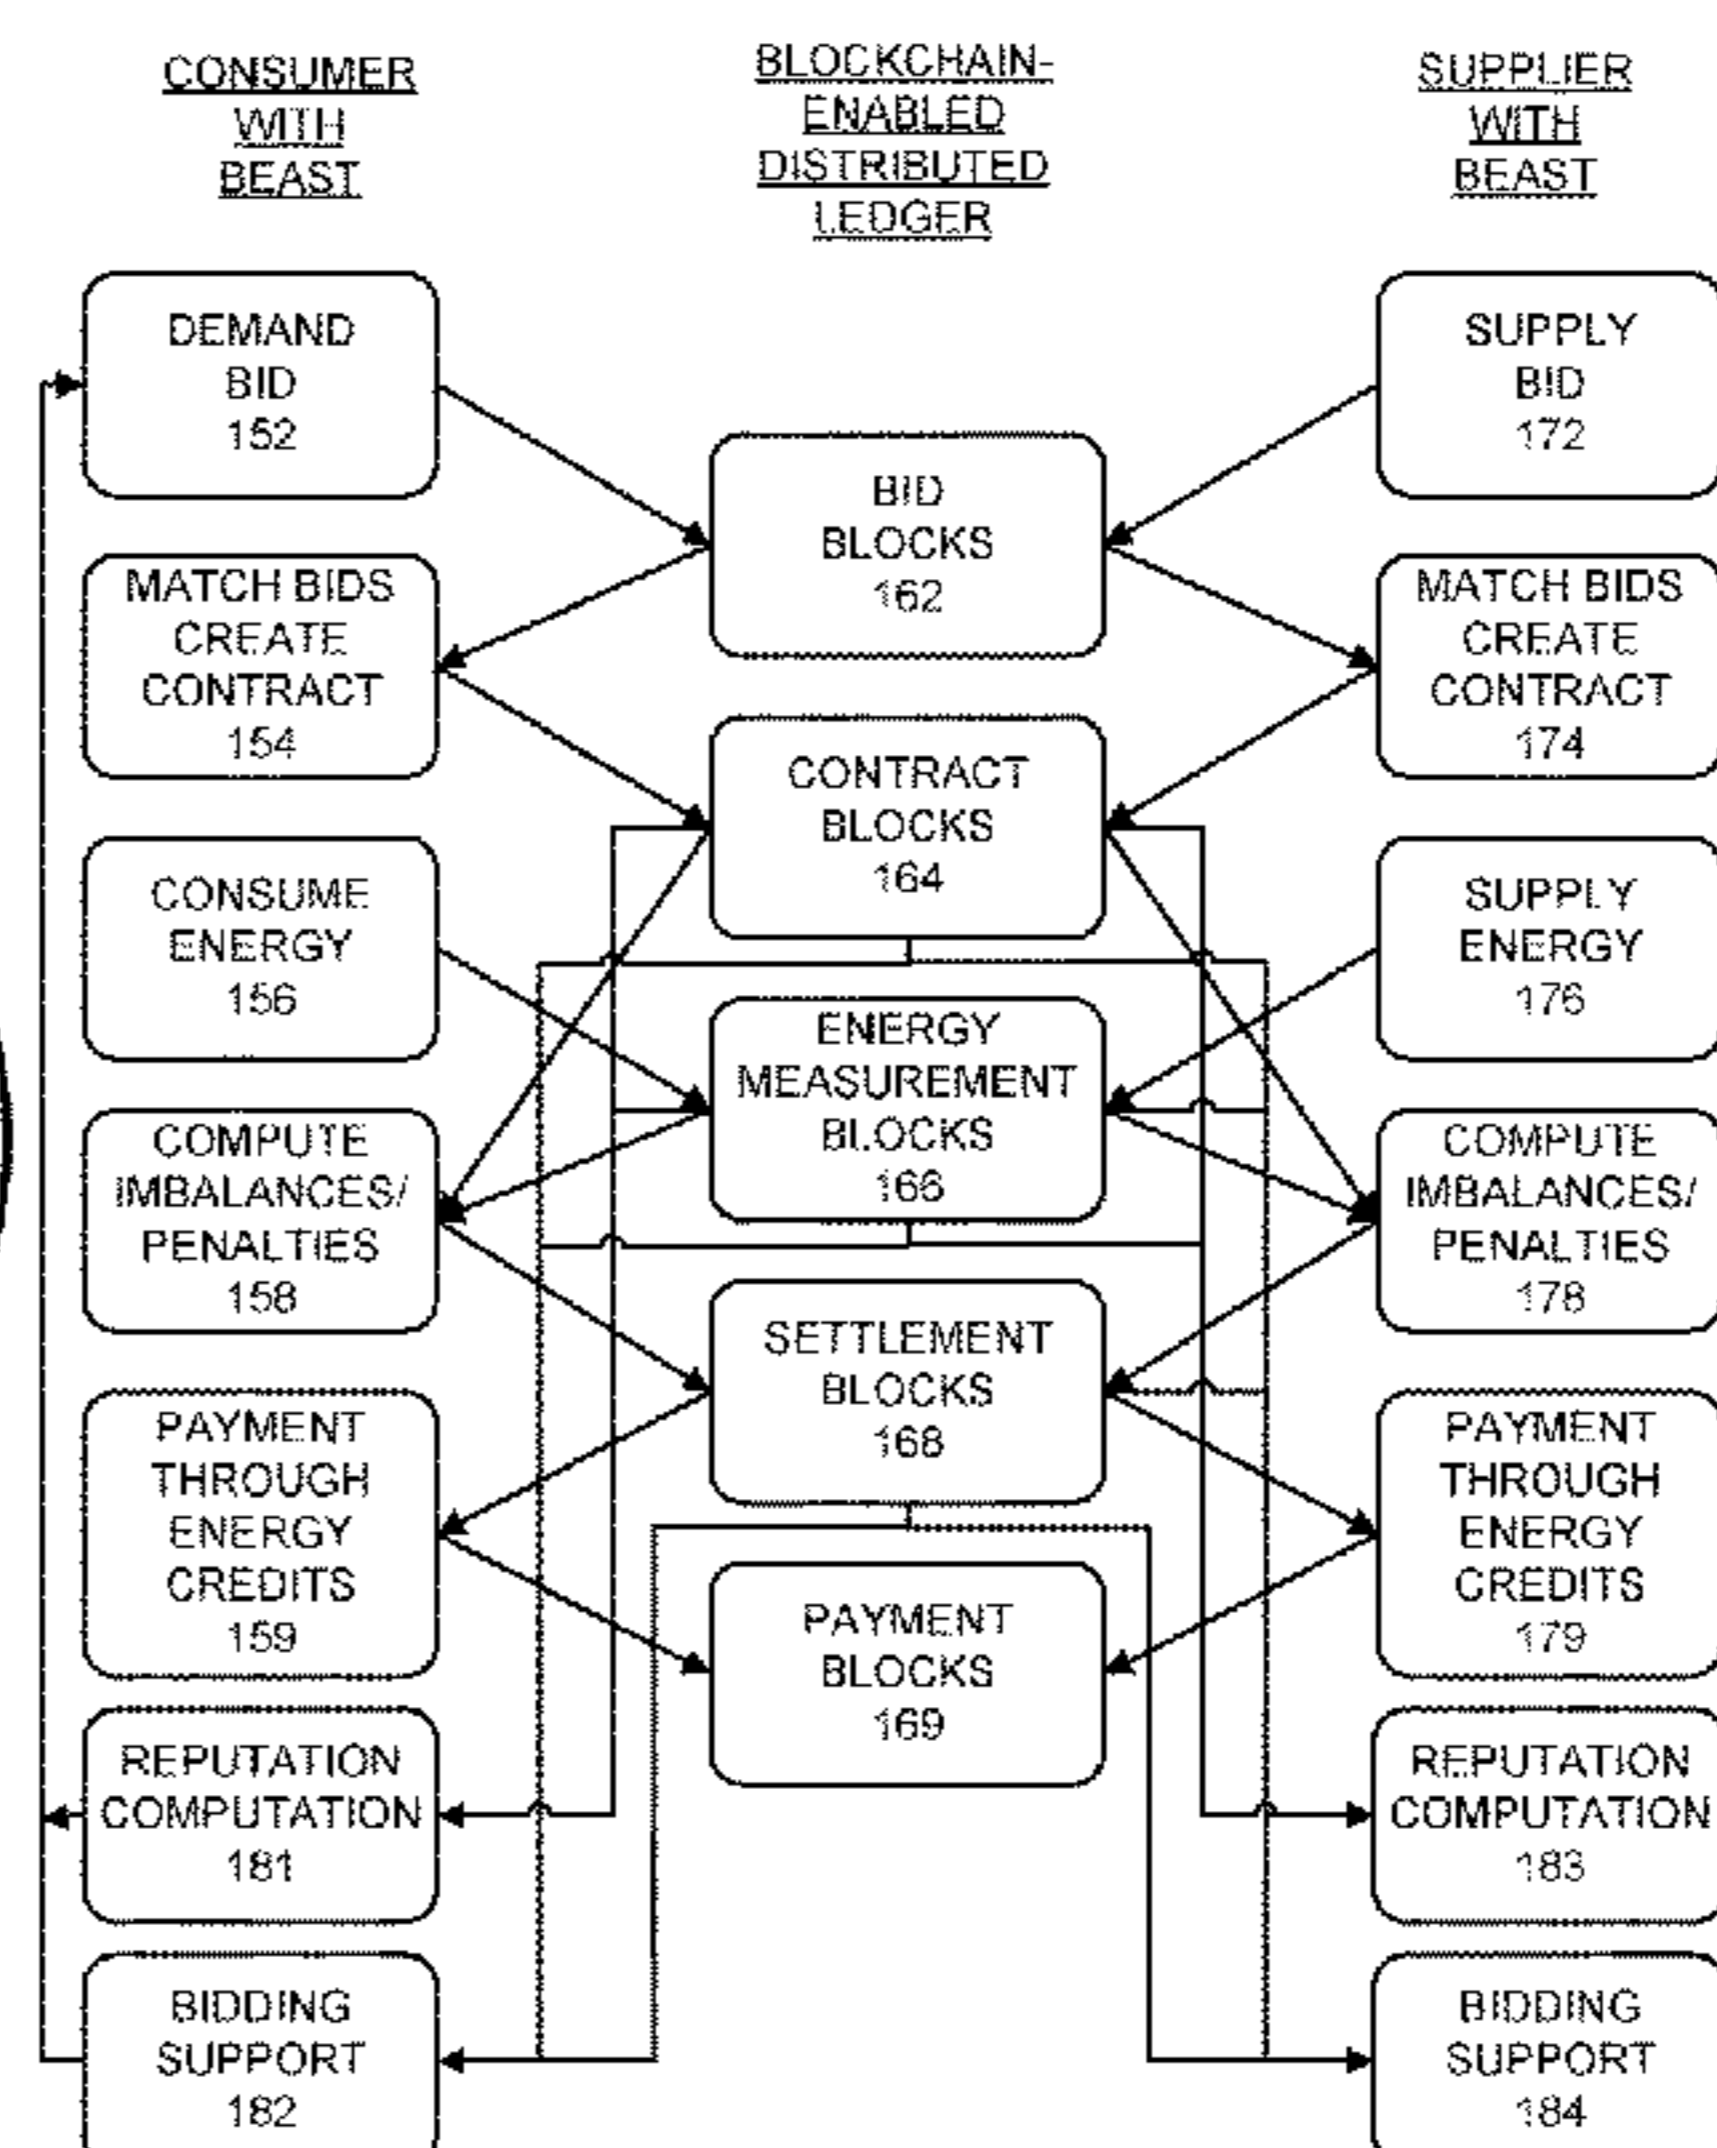 CONSUMER
WITH
BEAST
BLOCKCHAIN-
ENABLED
DISTRIBUTED
LEDGER
SUPPLIER
WITH
BEAST
DEMAND
BID
152
MATCH BIDS
CREATE
CONTRACT
154
CONSUME
ENERGY
156
COMPUTE
IMBALANCES/
PENALTIES
158
PAYMENT
THROUGH
ENERGY
CREDITS
159
REPUTATION
COMPUTATION
181
BIDDING
SUPPORT
182
BID
BLOCKS
162
CONTRACT
BLOCKS
164
ENERGY
MEASUREMENT
BLOCKS
166
SETTLEMENT
BLOCKS
168
PAYMENT
BLOCKS
169
SUPPLY
BID
172
MATCH BIDS
CREATE
CONTRACT
174
SUPPLY
ENERGY
176
COMPUTE
IMBALANCES/
PENALTIES
178
PAYMENT
THROUGH
ENERGY
CREDITS
179
REPUTATION
COMPUTATION
183
BIDDING
SUPPORT
184